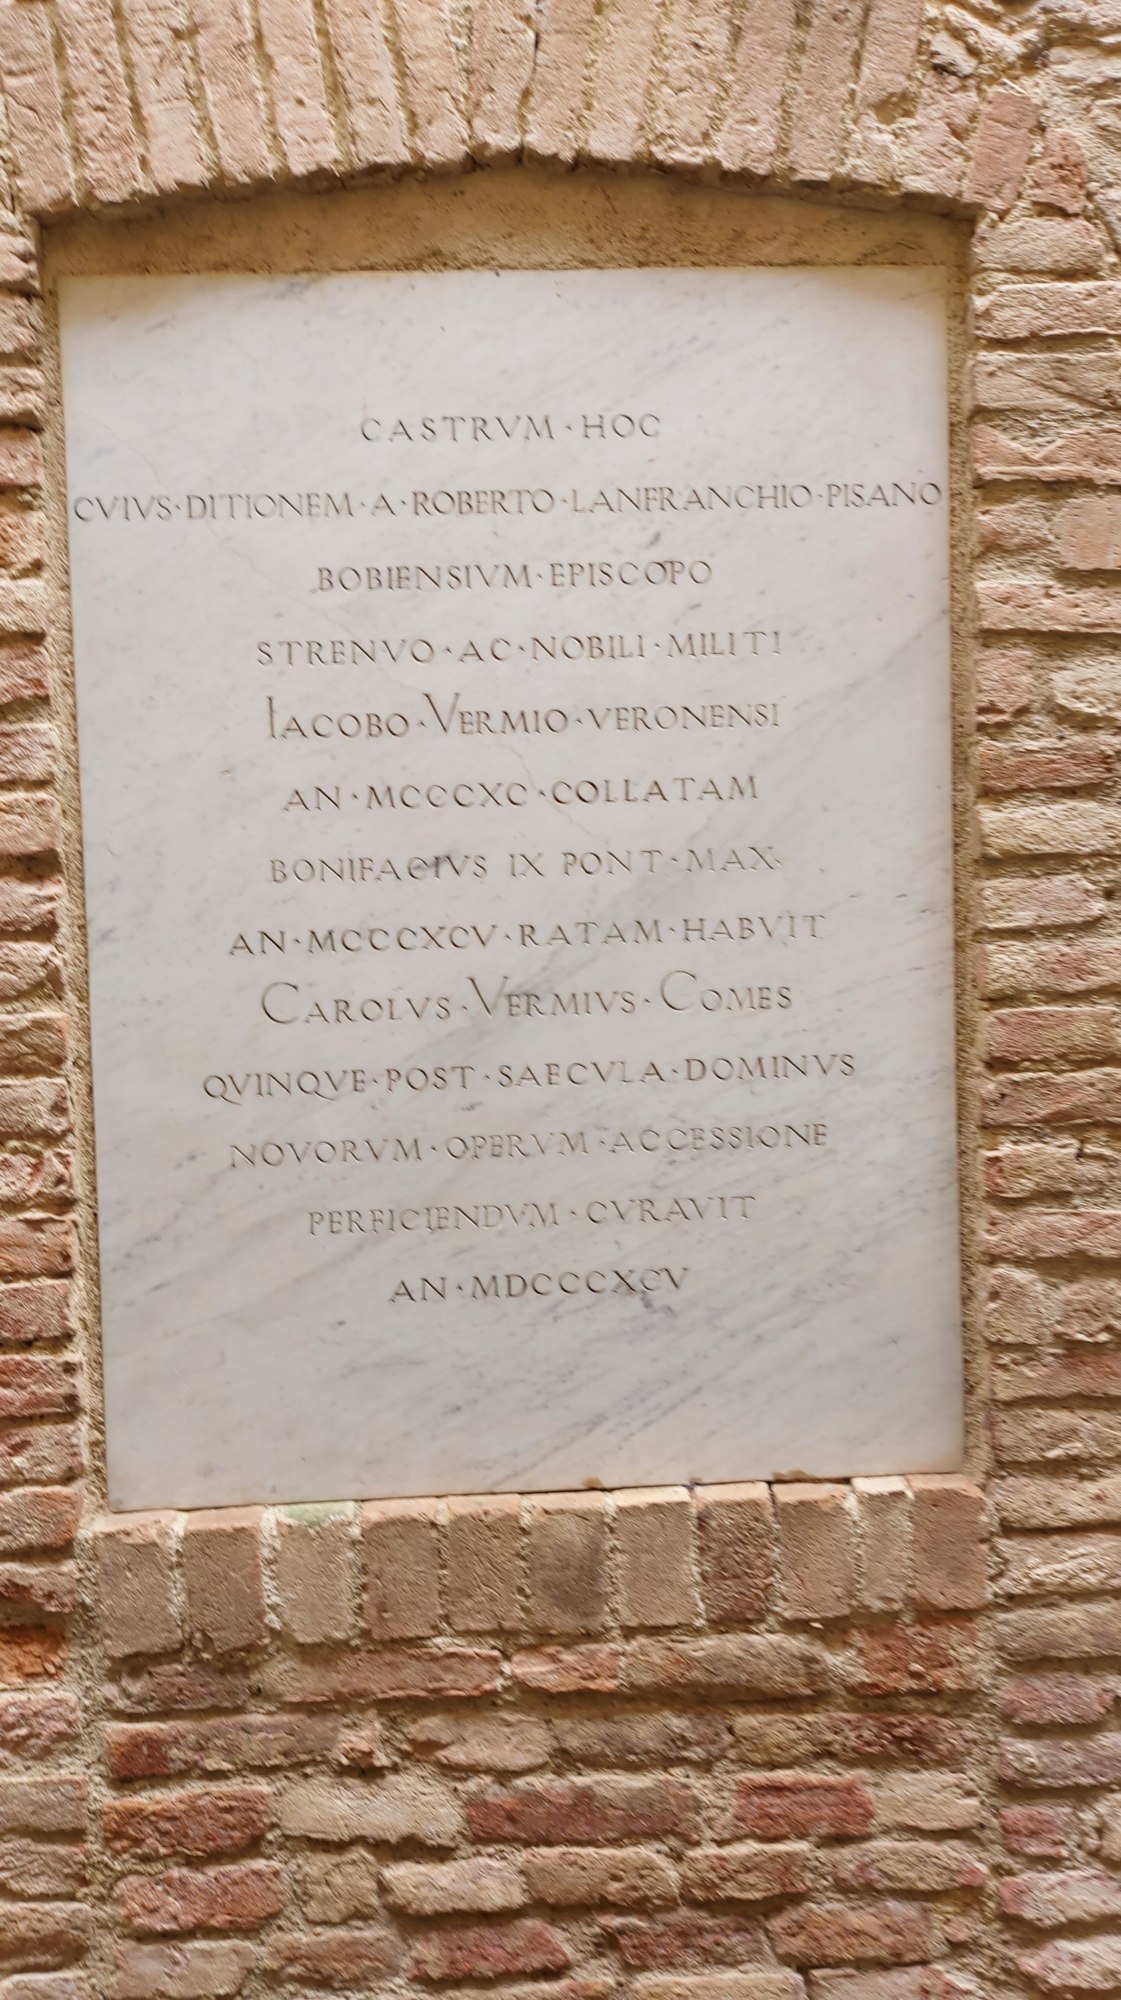 CASTRVM · HOC
CVIVS · DITIONEM · A · ROBERTO · LANFRANCHIO · PISANO
BOBIENSIVM · EPISCOPO
STRENVO · AC · NOBILI · MILITI
IACOBO · VERMIO · VERONENSI
AN · MCCCXC · COLLATAM
BONIFACIVS IX PONT · MAX ·
AN · MCCCXCV · RATAM · HABVIT
CAROLVS · VERMIVS · COMES
QVINQVE · POST · SAECVLA · DOMINVS
NOVORVM · OPERVM · ACCESSIONE
PERFICIENDVM · CVRAVIT
AN · MDCCCXCV